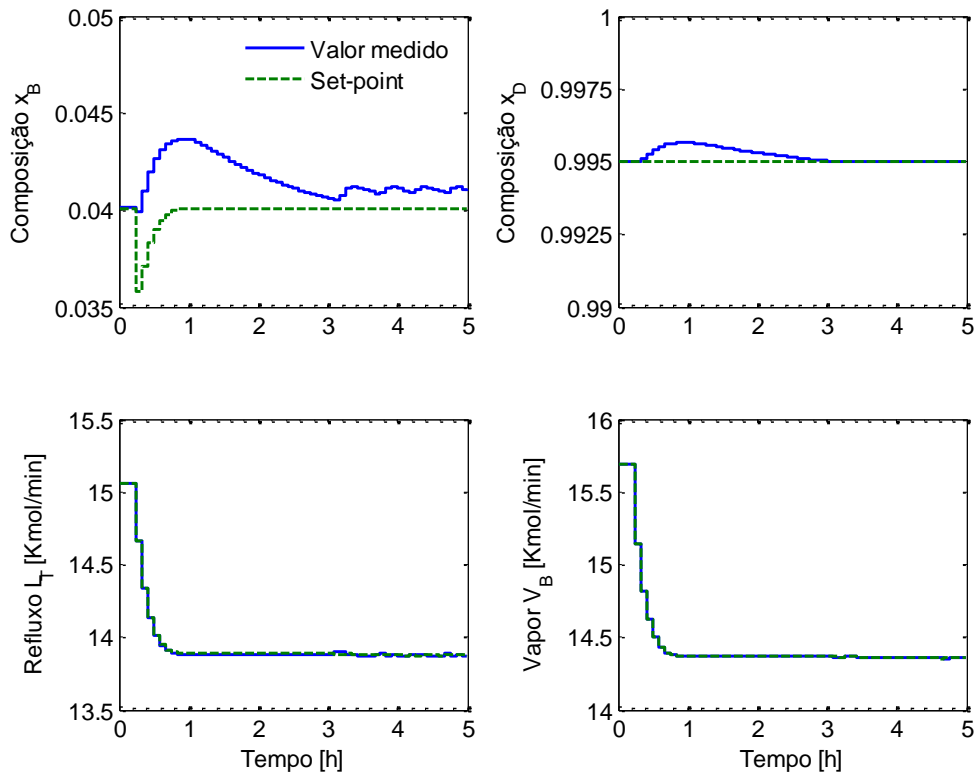 0.05
0.045
0.04
0.035
Composição x_B
Valor medido
Set-point
0 1 2 3 4 5
1
0.9975
0.995
0.9925
0.99
Composição x_D
0 1 2 3 4 5
15.5
15
14.5
14
13.5
Refluxo L_T [Kmol/min]
0 1 2 3 4 5
Tempo [h]
16
15.5
15
14.5
14
Vapor V_B [Kmol/min]
0 1 2 3 4 5
Tempo [h]